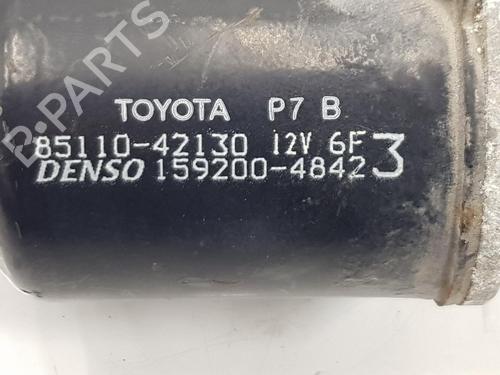 TOYOTA P7 B
85110-42130 12V 6F 3
DENSO 159200-4842
B-PARTS